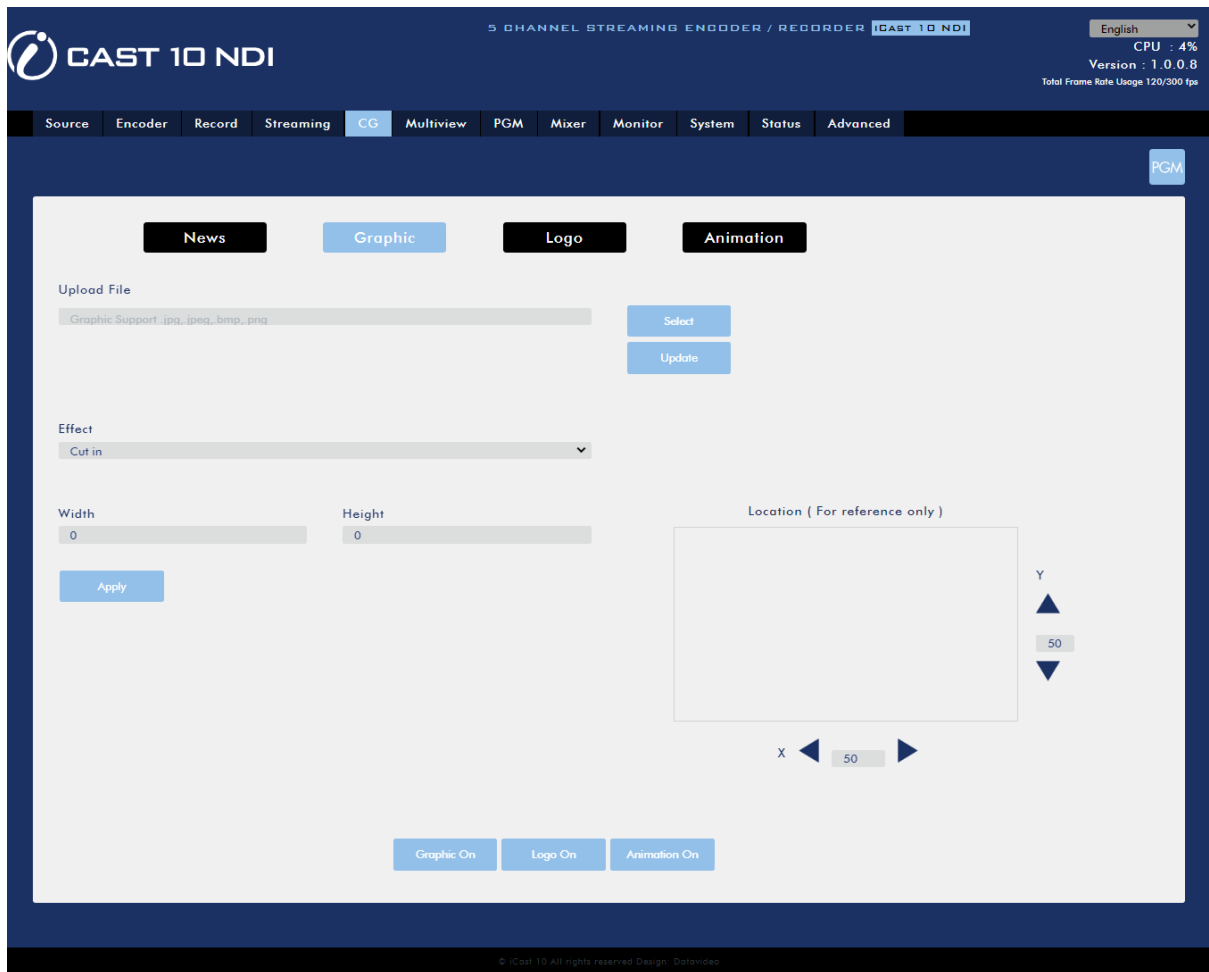 5 CHANNEL STREAMING ENCODER / RECORDER iCAST 10 NDI
English
CPU : 4%
Version : 1.0.0.8
Total Frame Rate Usage 120/300 fps
i CAST 10 NDI
Source Encoder Record Streaming CG Multiview PGM Mixer Monitor System Status Advanced
PGM
News Graphic Logo Animation
Upload File
Graphic Support .jpg, jpeg, bmp, png
Select
Update
Effect
Cut in
Width Height
0 0
Apply
Location ( For reference only )
Y
50
X 50
Graphic On Logo On Animation On
© iCast 10 All rights reserved Design: Datavideo